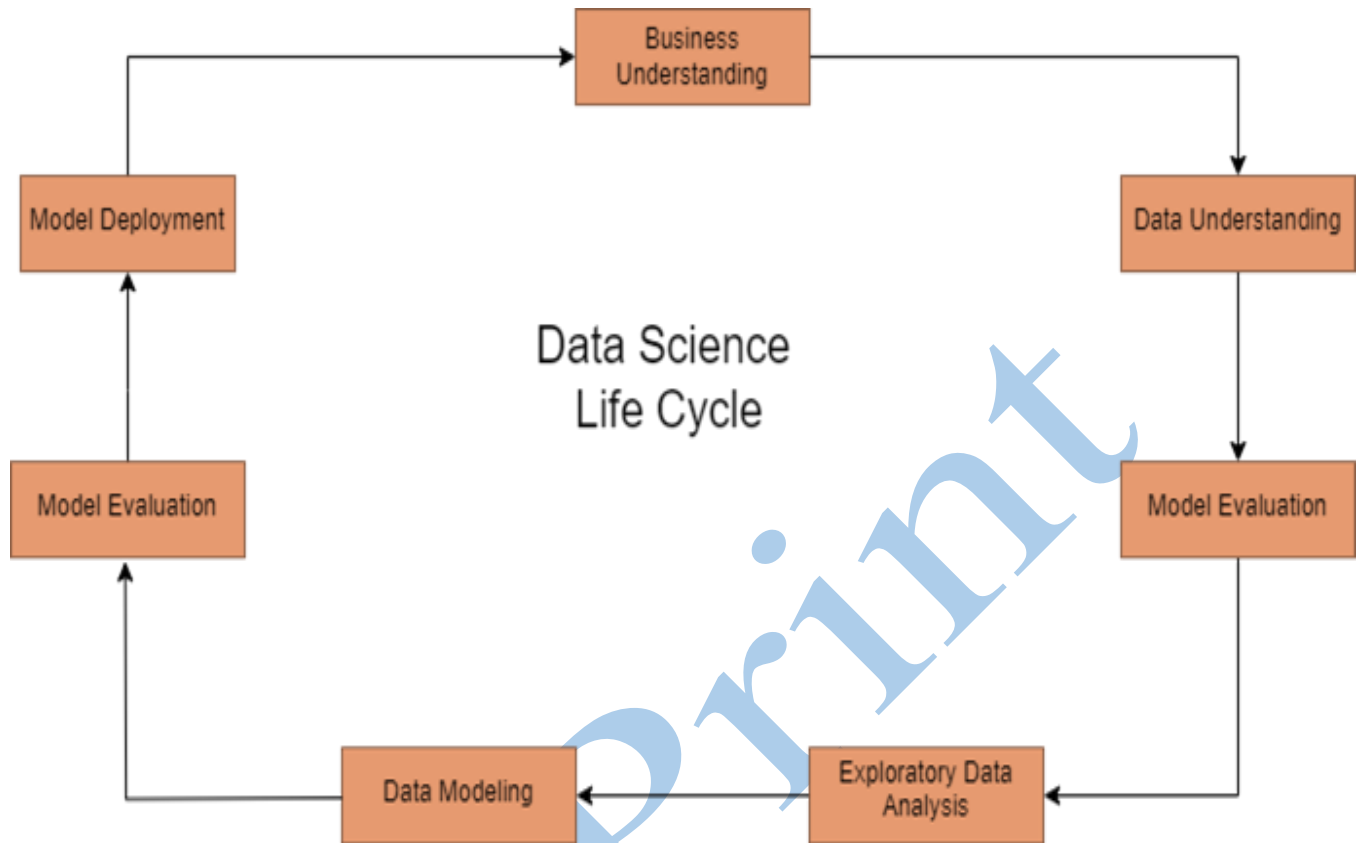 Business
Understanding
Model Deployment
Data Understanding
Data Science
Life Cycle
Model Evaluation
Model Evaluation
Data Modeling
Exploratory Data
Analysis
Print